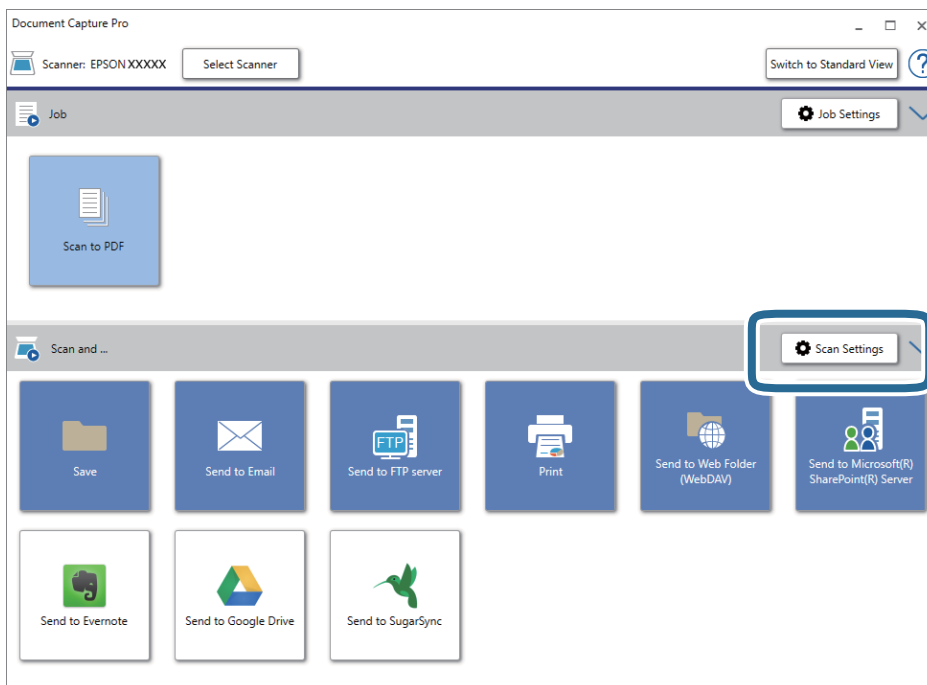 Document Capture Pro
Scanner: EPSON XXXXX
Select Scanner
Switch to Standard View
?
Job
Job Settings
Scan to PDF
Scan and ...
Scan Settings
Save
Send to Email
FTP
Send to FTP server
Print
Send to Web Folder
(WebDAV)
Send to Microsoft(R)
SharePoint(R) Server
Send to Evernote
Send to Google Drive
Send to SugarSync